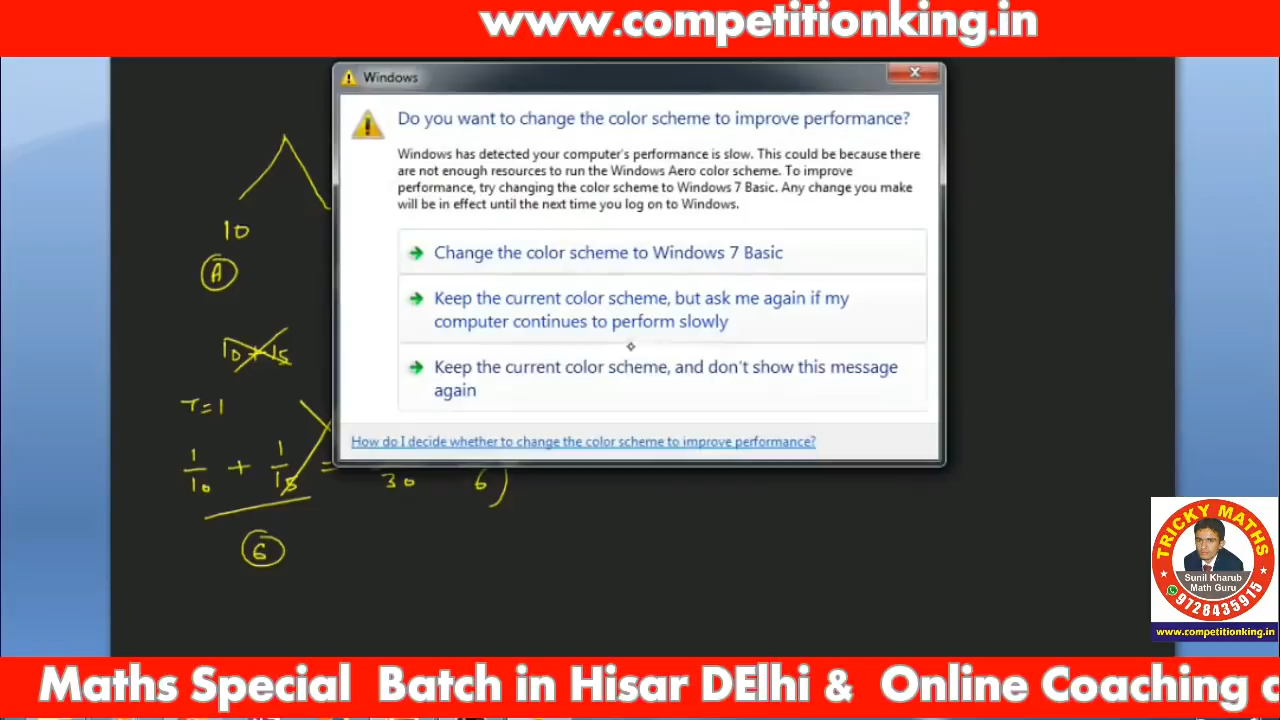 www.competitionking.in
Windows
Do you want to change the color scheme to improve performance?
Windows has detected your computer's performance is slow. This could be because there
are not enough resources to run the Windows Aero color scheme. To improve
performance, try changing the color scheme to Windows 7 Basic. Any change you make
will be in effect until the next time you log on to Windows.
Change the color scheme to Windows 7 Basic
Keep the current color scheme, but ask me again if my
computer continues to perform slowly
Keep the current color scheme, and don't show this message
again
How do I decide whether to change the color scheme to improve performance?
10
A
10 + 15
T=1
1/10 + 1/15 =
30 6)
6
TRICKY MATHS
Sunil Kharub
Math Guru
9728435915
www.competitionking.in
Maths Special Batch in Hisar DElhi & Online Coaching